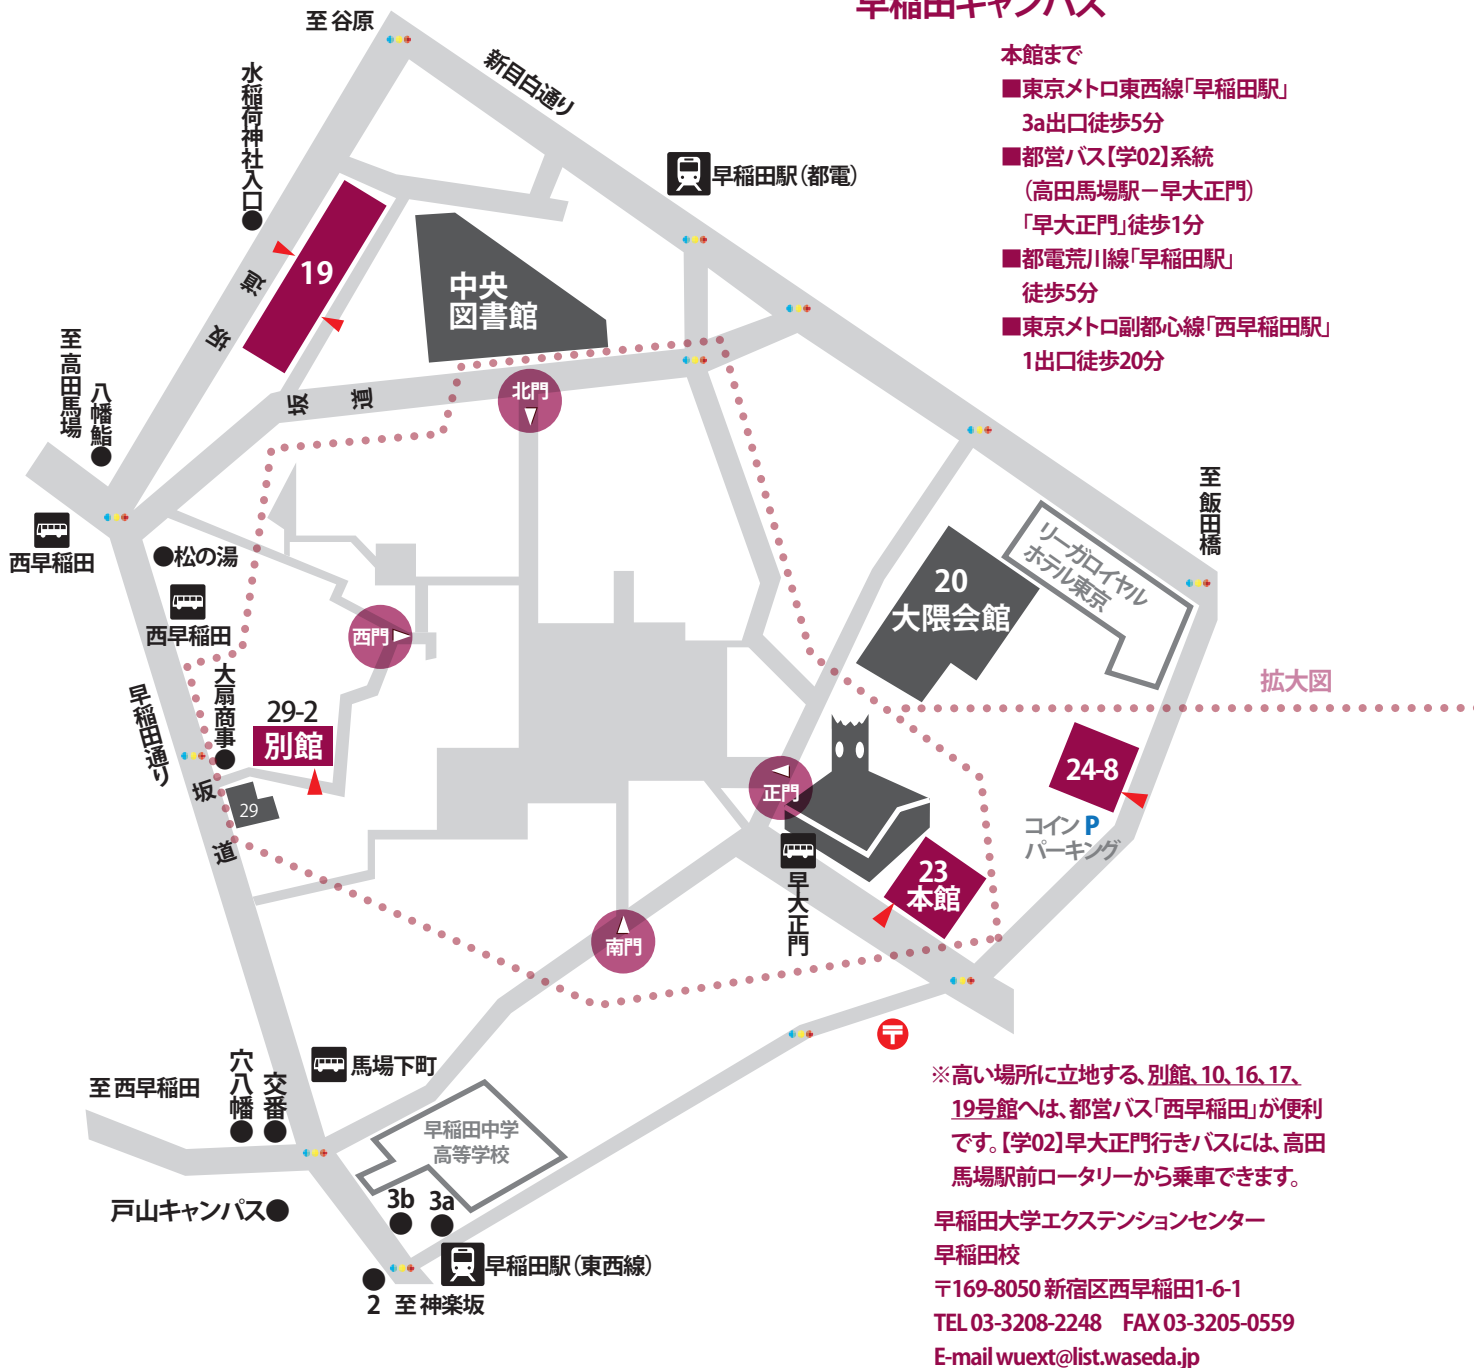 早稲田キャンパス
本館まで
■東京メトロ東西線「早稲田駅」
3a出口徒歩5分
■都営バス【学02】系統
(高田馬場駅－早大正門)
「早大正門」徒歩1分
■都電荒川線「早稲田駅」
徒歩5分
■東京メトロ副都心線「西早稲田駅」
1出口徒歩20分
至 谷原
新目白通り
水稲荷神社入口
早稲田駅(都電)
19
坂道
中央
図書館
至 高田馬場
八幡鮨
坂道
北門
西早稲田
松の湯
西早稲田
西門
至 飯田橋
リーガロイヤル
ホテル東京
20
大隈会館
拡大図
早稲田通り
大扇商事
29-2
別館
坂道
29
正門
24-8
コイン P
パーキング
早大正門
23
本館
南門
〒
馬場下町
至 西早稲田
穴八幡
交番
早稲田中学
高等学校
戸山キャンパス
3b
3a
早稲田駅(東西線)
2
至 神楽坂
※高い場所に立地する、別館、10、16、17、
19号館へは、都営バス「西早稲田」が便利
です。【学02】早大正門行きバスには、高田
馬場駅前ロータリーから乗車できます。
早稲田大学エクステンションセンター
早稲田校
〒169-8050 新宿区西早稲田1-6-1
TEL 03-3208-2248 FAX 03-3205-0559
E-mail wuext@list.waseda.jp